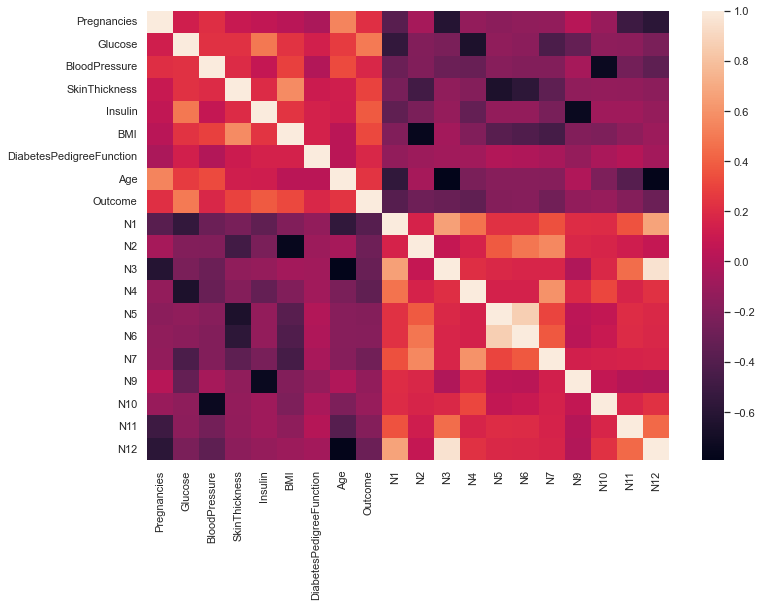 Pregnancies
Glucose
BloodPressure
SkinThickness
Insulin
BMI
DiabetesPedigreeFunction
Age
Outcome
N1
N2
N3
N4
N5
N6
N7
N9
N10
N11
N12
Pregnancies
Glucose
BloodPressure
SkinThickness
Insulin
BMI
DiabetesPedigreeFunction
Age
Outcome
N1
N2
N3
N4
N5
N6
N7
N9
N10
N11
N12
1.0
0.8
0.6
0.4
0.2
0.0
−0.2
−0.4
−0.6